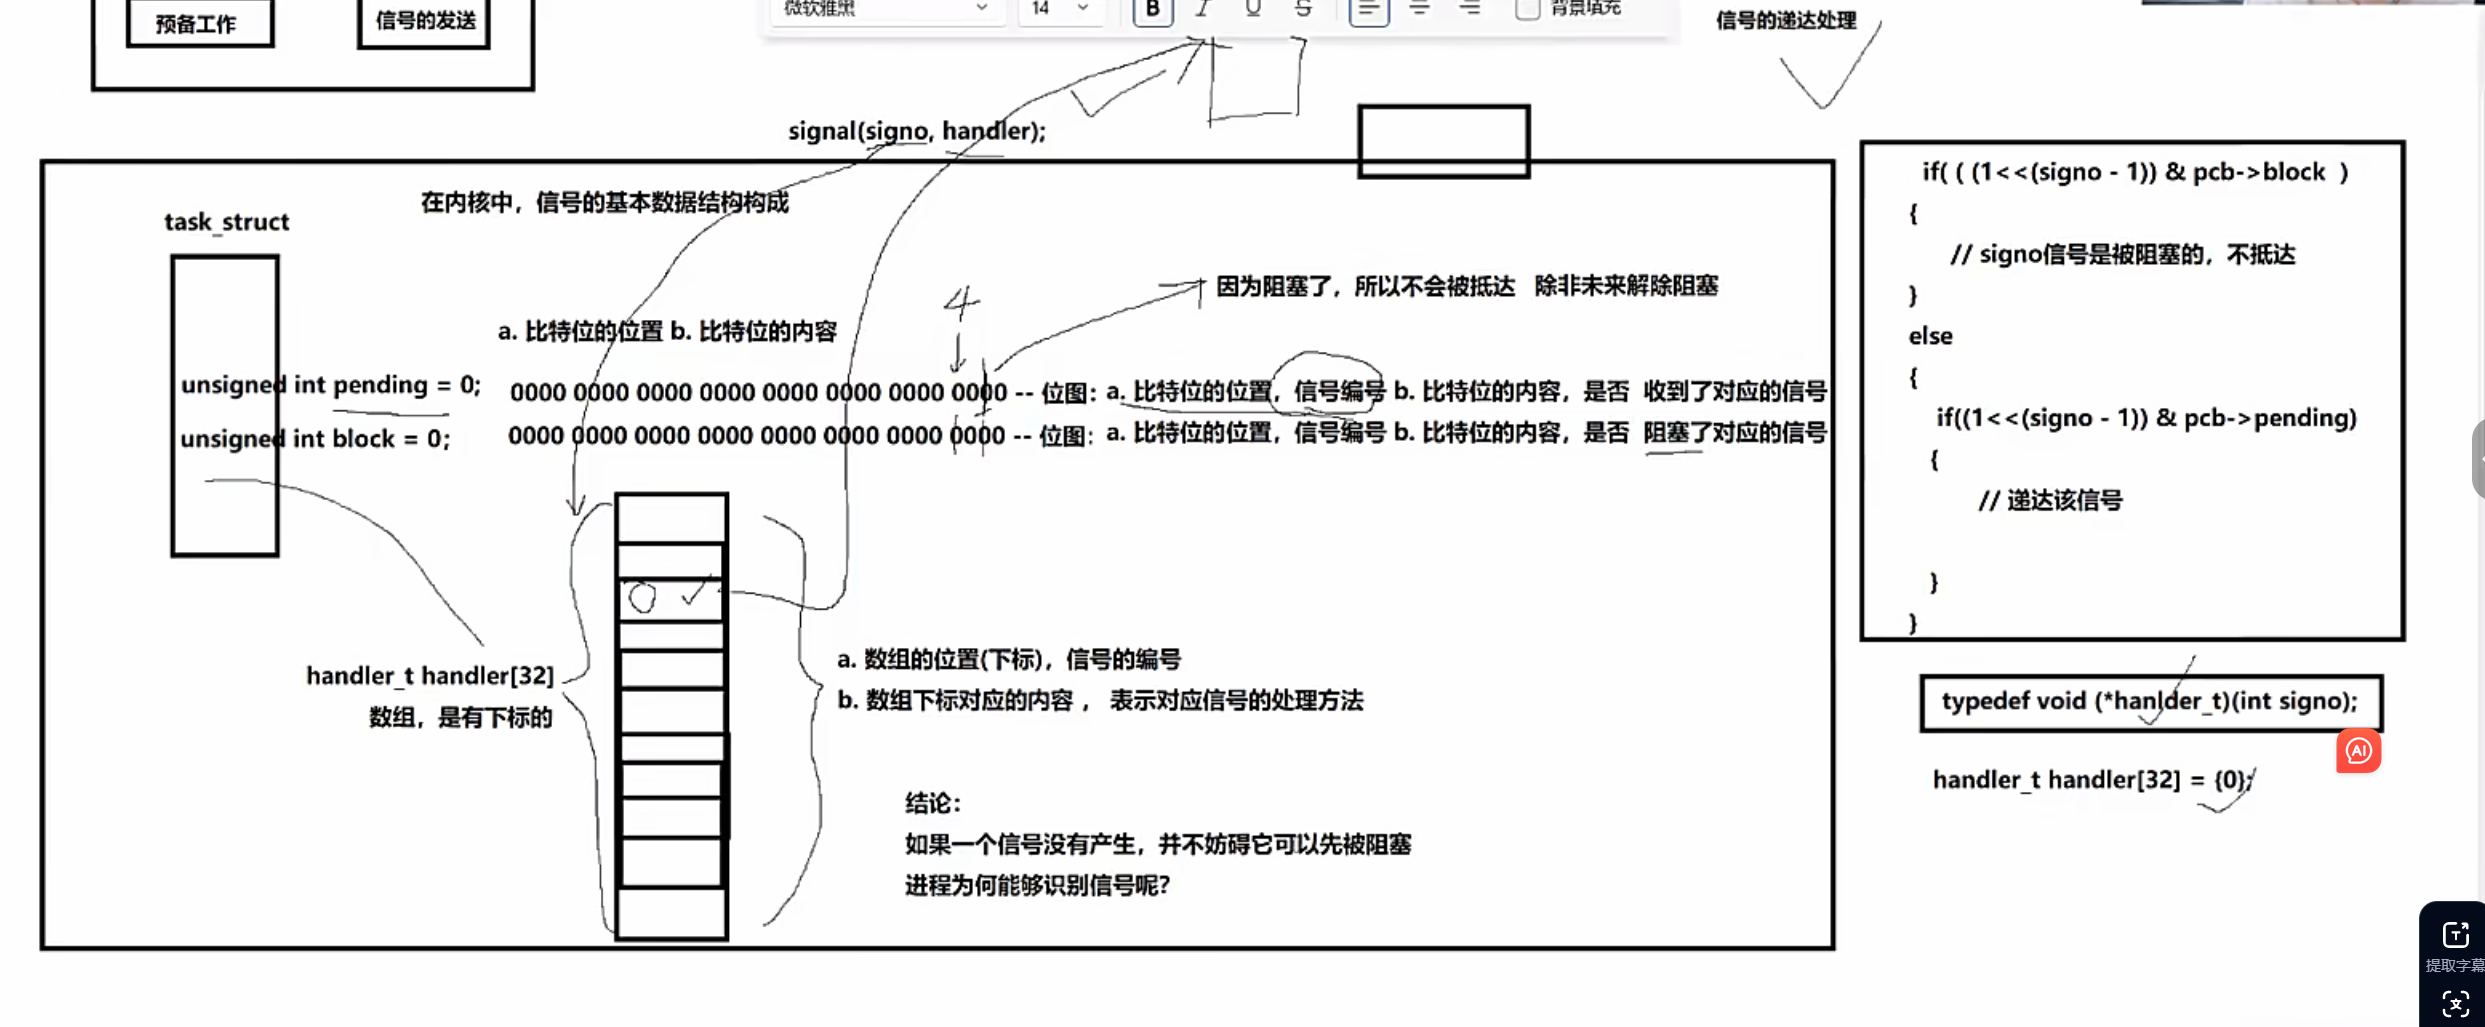 预备工作
信号的发送
微软雅黑
14
B I U S
背景填充
信号的递达处理
signal(signo, handler);
在内核中，信号的基本数据结构构成
task_struct
4
因为阻塞了，所以不会被抵达 除非未来解除阻塞
a. 比特位的位置 b. 比特位的内容
unsigned int pending = 0;
0000 0000 0000 0000 0000 0000 0000 0000 -- 位图：a. 比特位的位置，信号编号 b. 比特位的内容，是否 收到了对应的信号
unsigned int block = 0;
0000 0000 0000 0000 0000 0000 0000 0000 -- 位图：a. 比特位的位置，信号编号 b. 比特位的内容，是否 阻塞了对应的信号
handler_t handler[32]
数组，是有下标的
a. 数组的位置(下标)，信号的编号
b. 数组下标对应的内容 ， 表示对应信号的处理方法
结论：
如果一个信号没有产生，并不妨碍它可以先被阻塞
进程为何能够识别信号呢？
if( ( (1<<(signo - 1)) & pcb->block )
{
// signo信号是被阻塞的，不抵达
}
else
{
if((1<<(signo - 1)) & pcb->pending)
{
// 递达该信号
}
}
typedef void (*hanlder_t)(int signo);
AI
handler_t handler[32] = {0};
提取字幕